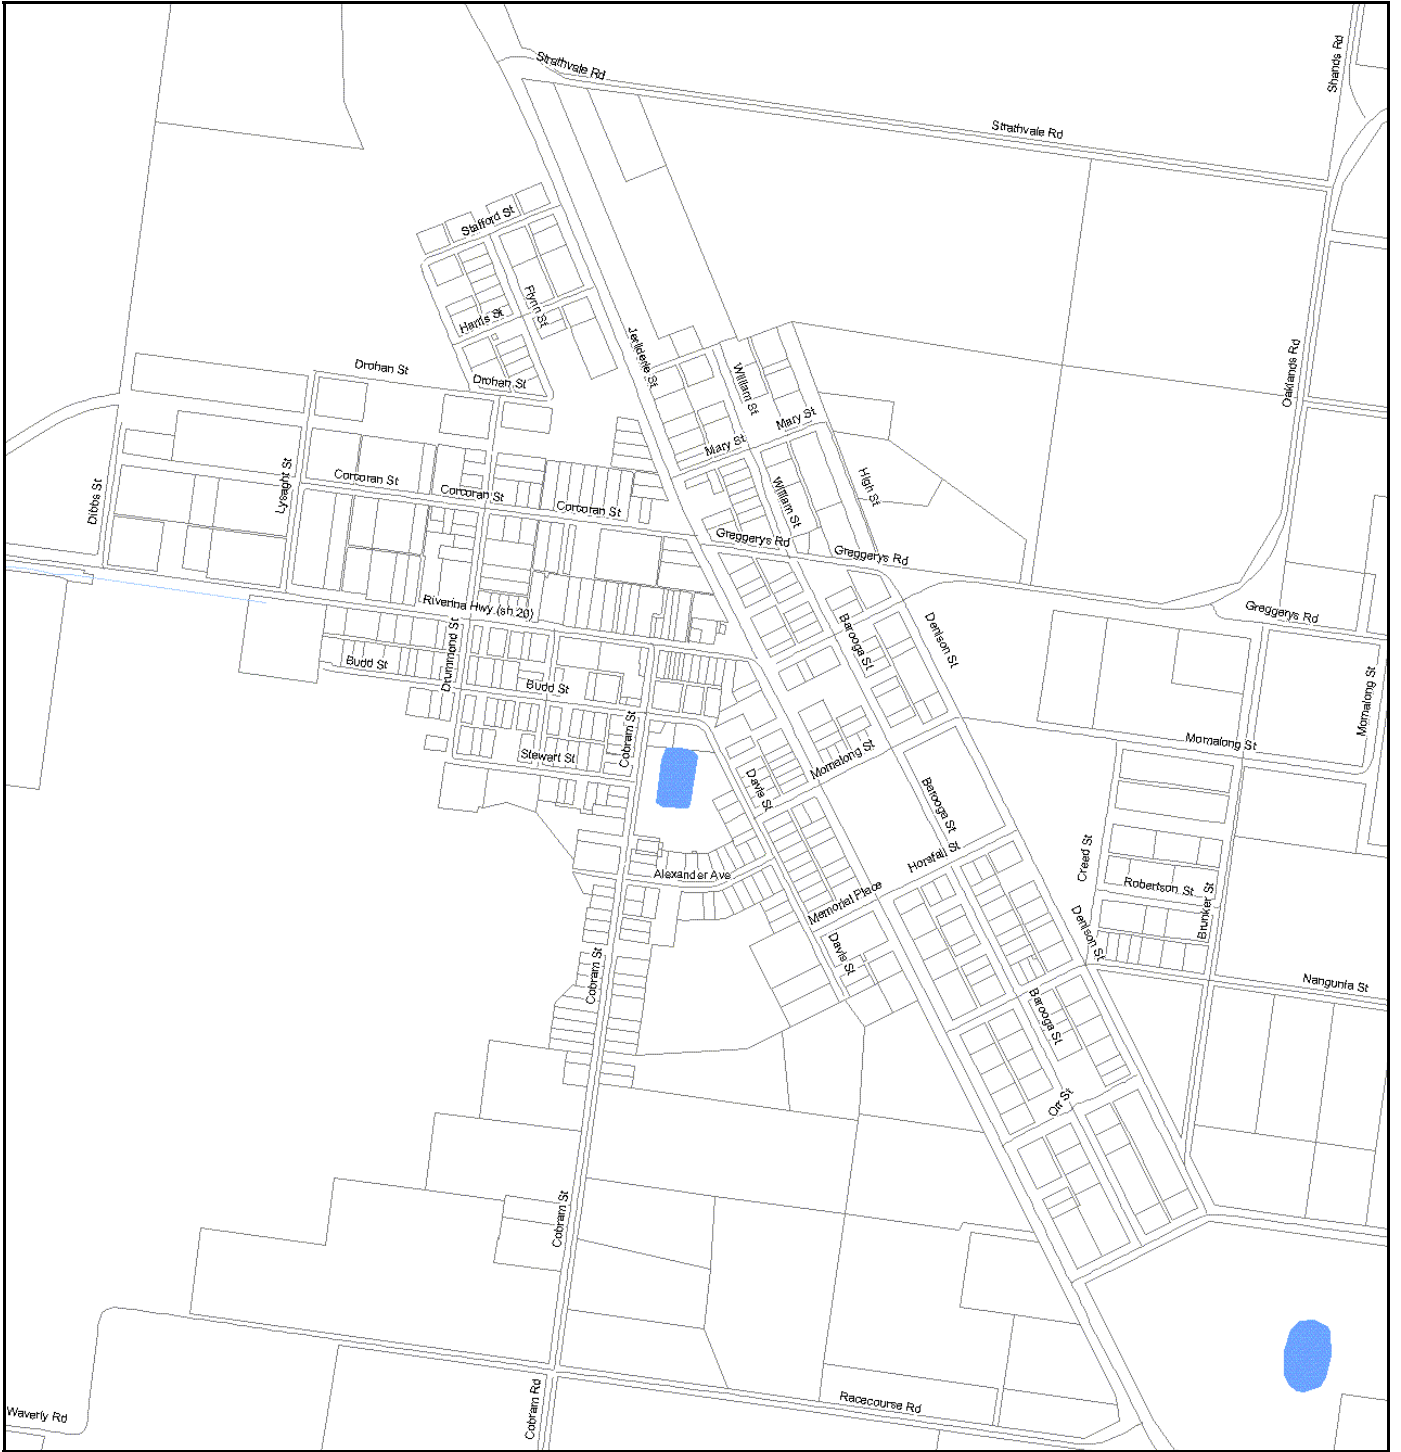 Strathvale Rd
Shands Rd
Strathvale Rd
Stafford St
Flynn St
Harris St
Jerilderie St
Oaklands Rd
Drohan St
Drohan St
William St
Mary St
Mary St
High St
Lysaght St
Corcoran St
Corcoran St
Corcoran St
William St
Dibbs St
Greggerys Rd
Greggerys Rd
Riverina Hwy (sh 20)
Greggerys Rd
Barooga St
Denison St
Drummond St
Budd St
Budd St
Momalong St
Cobram St
Momalong St
Momalong St
Stewart St
Davis St
Barooga St
Creed St
Horsfall St
Alexander Ave
Robertson St
Memorial Place
Brunker St
Denison St
Davis St
Cobram St
Nangunia St
Barooga St
Orr St
Cobram St
Racecourse Rd
Cobram Rd
Waverly Rd